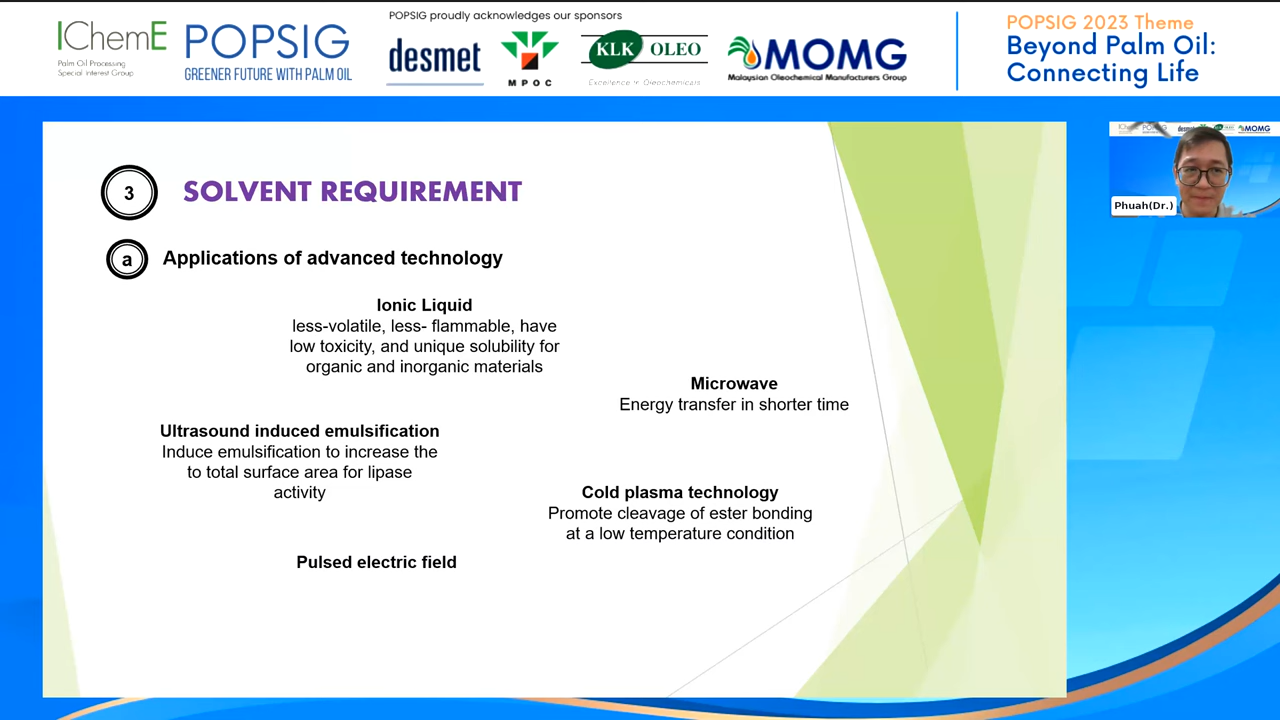 IChemE
Palm Oil Processing
Special Interest Group
POPSIG
GREENER FUTURE WITH PALM OIL
POPSIG proudly acknowledges our sponsors
desmet
MPOC
KLK OLEO
Excellence in Oleochemicals
MOMG
Malaysian Oleochemical Manufacturers Group
POPSIG 2023 Theme
Beyond Palm Oil:
Connecting Life
3
SOLVENT REQUIREMENT
a
Applications of advanced technology
Ionic Liquid
less-volatile, less- flammable, have
low toxicity, and unique solubility for
organic and inorganic materials
Microwave
Energy transfer in shorter time
Ultrasound induced emulsification
Induce emulsification to increase the
to total surface area for lipase
activity
Cold plasma technology
Promote cleavage of ester bonding
at a low temperature condition
Pulsed electric field
IChemE
desmet
MOMG
Phuah(Dr.)